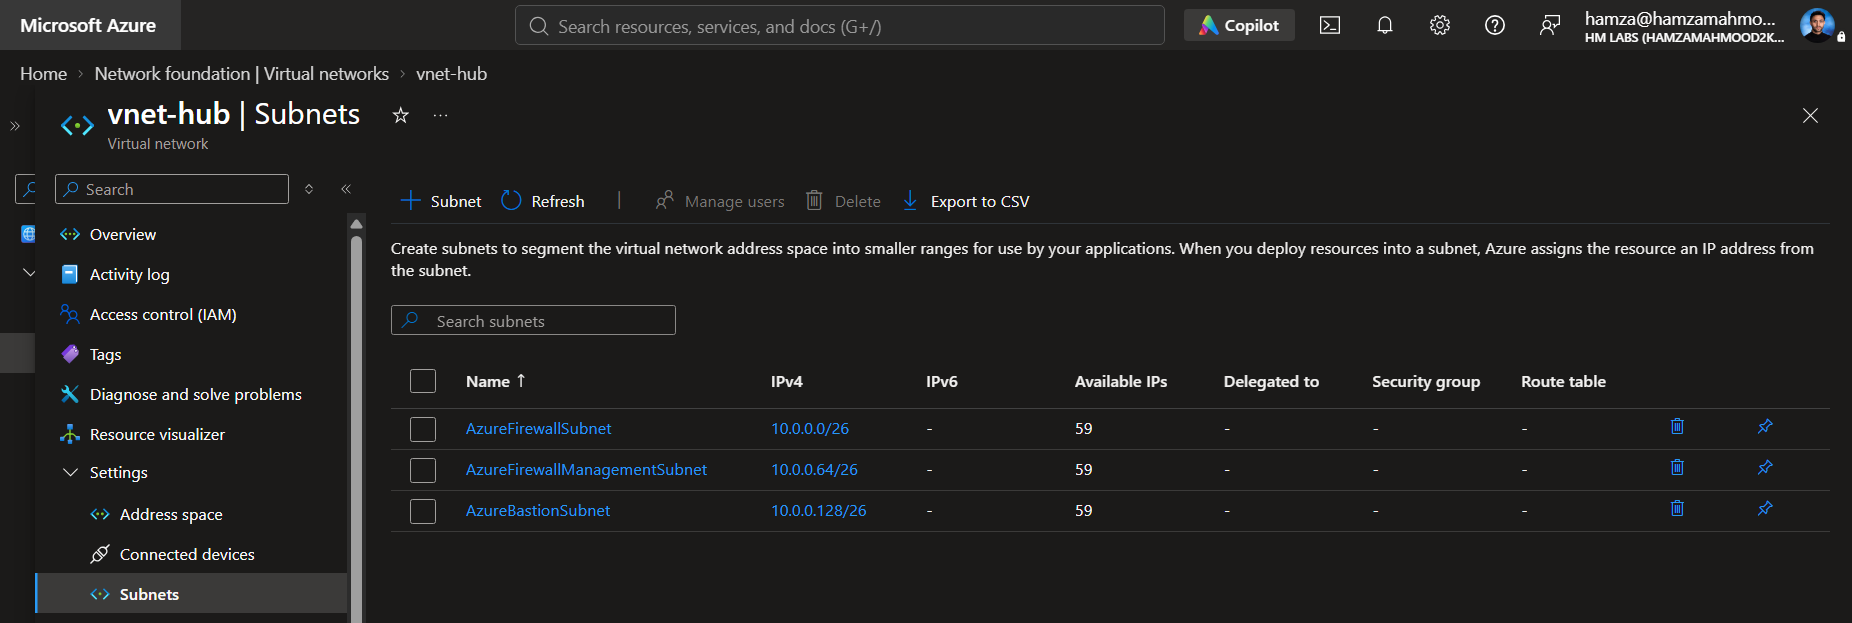 Microsoft Azure
Search resources, services, and docs (G+/)
Copilot
hamza@hamzamahmo...
HM LABS (HAMZAMAHMOOD2K...
Home > Network foundation | Virtual networks > vnet-hub
vnet-hub | Subnets
Virtual network
Search
Overview
Activity log
Access control (IAM)
Tags
Diagnose and solve problems
Resource visualizer
Settings
Address space
Connected devices
Subnets
Subnet Refresh | Manage users Delete Export to CSV
Create subnets to segment the virtual network address space into smaller ranges for use by your applications. When you deploy resources into a subnet, Azure assigns the resource an IP address from
the subnet.
Search subnets
Name ↑ IPv4 IPv6 Available IPs Delegated to Security group Route table
AzureFirewallSubnet 10.0.0.0/26 - 59 - - -
AzureFirewallManagementSubnet 10.0.0.64/26 - 59 - - -
AzureBastionSubnet 10.0.0.128/26 - 59 - - -